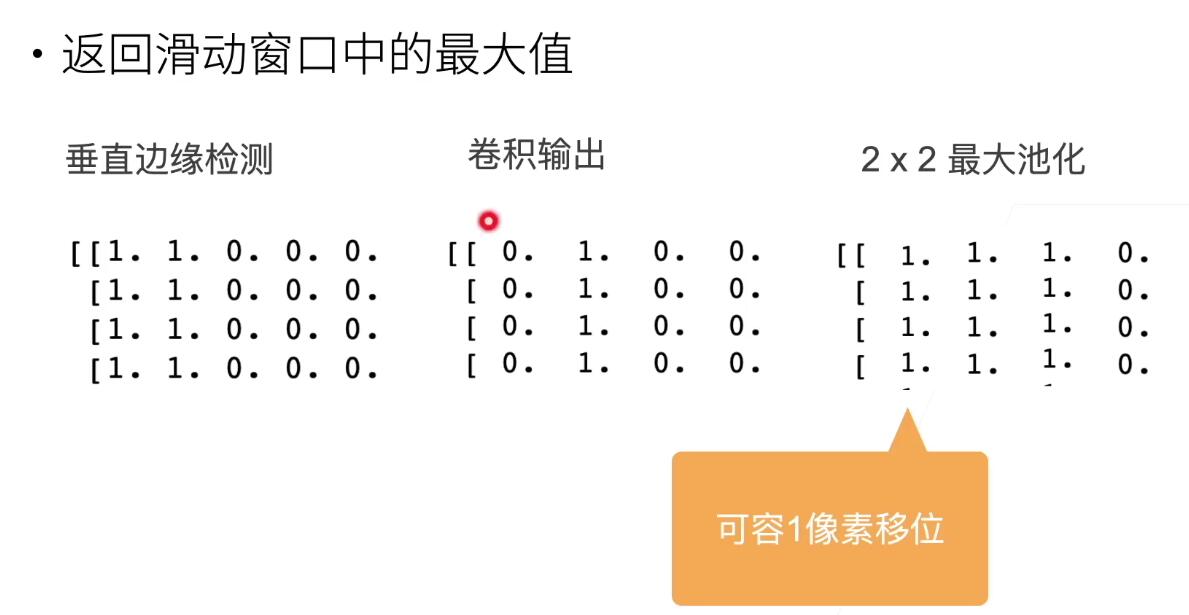 • 返回滑动窗口中的最大值
垂直边缘检测
[[1. 1. 0. 0. 0.
[1. 1. 0. 0. 0.
[1. 1. 0. 0. 0.
[1. 1. 0. 0. 0.
卷积输出
[[ 0. 1. 0. 0.
[ 0. 1. 0. 0.
[ 0. 1. 0. 0.
[ 0. 1. 0. 0.
2 x 2 最大池化
[[ 1. 1. 1. 0.
[ 1. 1. 1. 0.
[ 1. 1. 1. 0.
[ 1. 1. 1. 0.
可容1像素移位